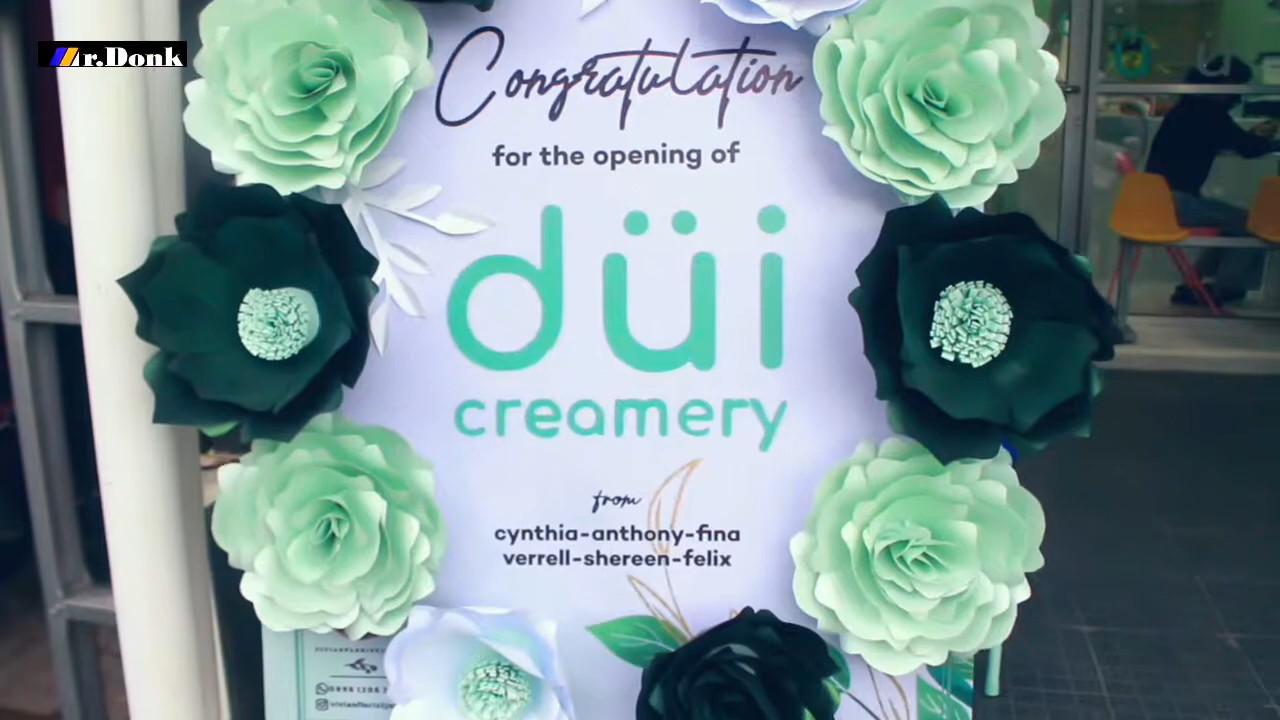 Mr.Donk
Congratulation
for the opening of
düi
creamery
from
cynthia-anthony-fina
verrell-shereen-felix